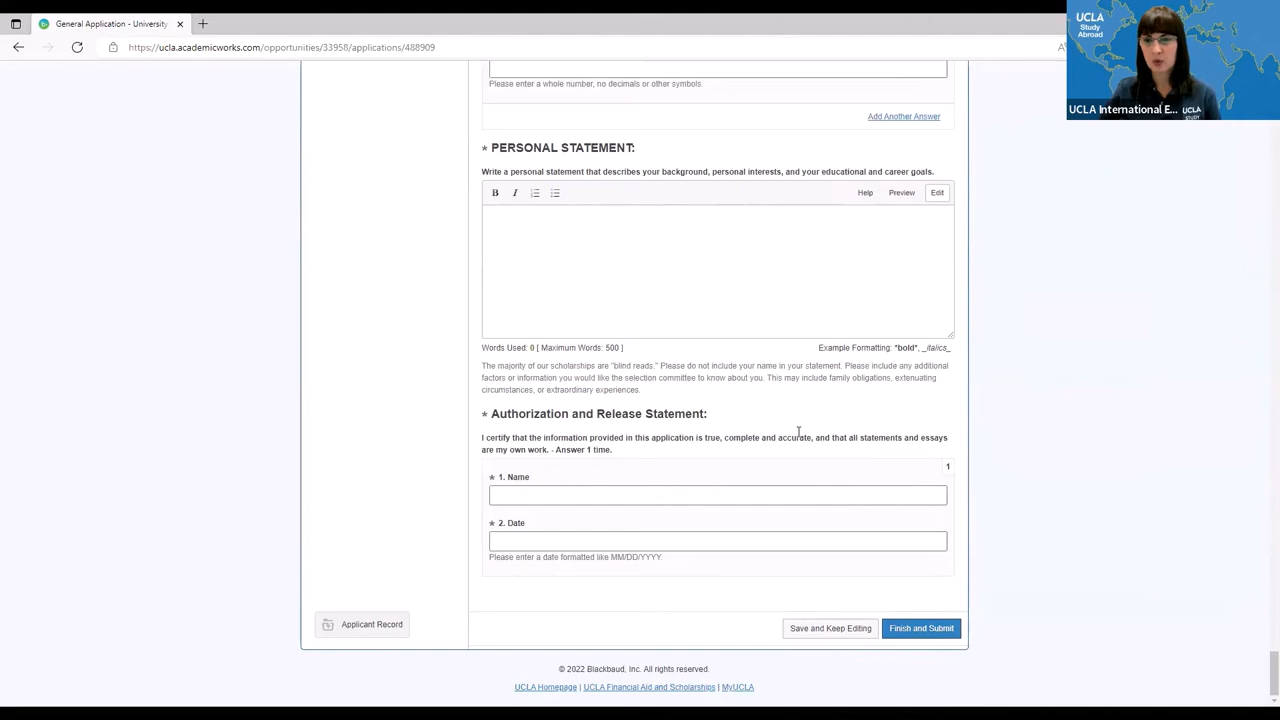 General Application - University
https://ucla.academicworks.com/opportunities/33958/applications/488909
UCLA
Study
Abroad
UCLA International E...
UCLA
STUDY
Please enter a whole number, no decimals or other symbols.
Add Another Answer
* PERSONAL STATEMENT:
Write a personal statement that describes your background, personal interests, and your educational and career goals.
B I Help Preview Edit
Words Used: 0 [ Maximum Words: 500 ] Example Formatting: *bold*, _italics_
The majority of our scholarships are "blind reads." Please do not include your name in your statement. Please include any additional
factors or information you would like the selection committee to know about you. This may include family obligations, extenuating
circumstances, or extraordinary experiences.
* Authorization and Release Statement:
I certify that the information provided in this application is true, complete and accurate, and that all statements and essays
are my own work. - Answer 1 time.
1
* 1. Name
* 2. Date
Please enter a date formatted like MM/DD/YYYY.
Applicant Record
Save and Keep Editing Finish and Submit
© 2022 Blackbaud, Inc. All rights reserved.
UCLA Homepage | UCLA Financial Aid and Scholarships | MyUCLA